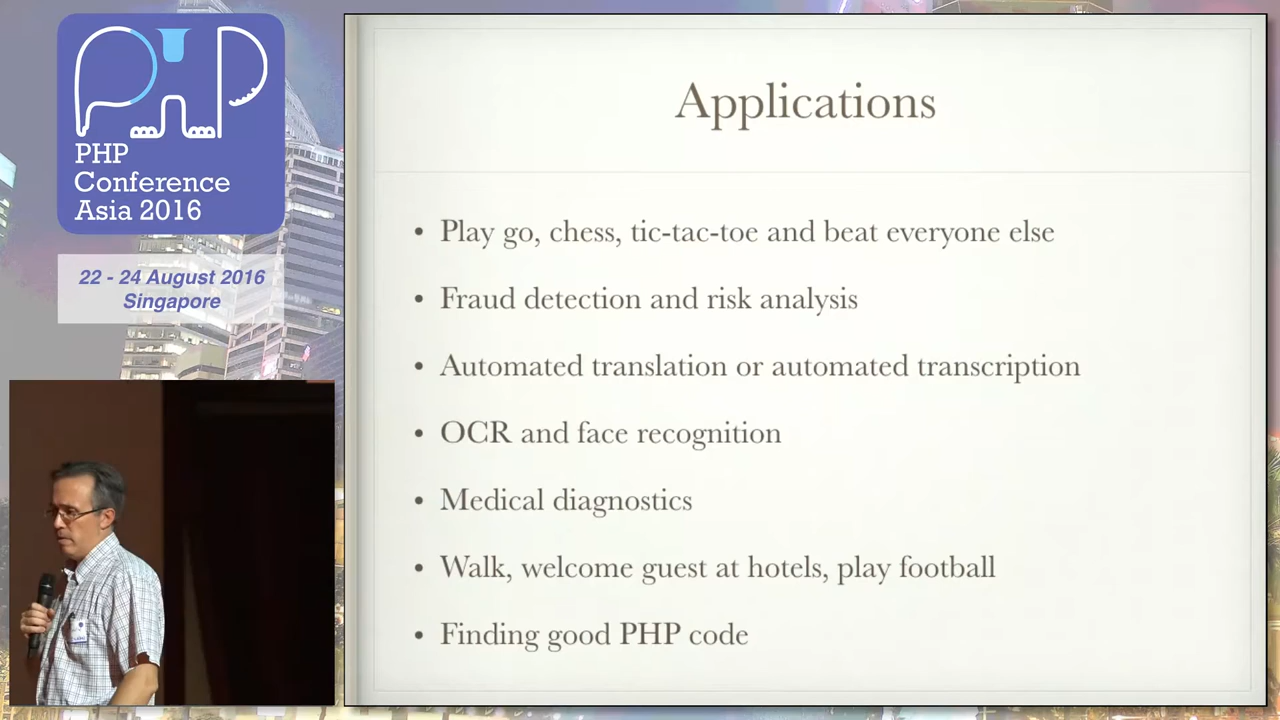 PHP
Conference
Asia 2016
22 - 24 August 2016
Singapore
Applications
• Play go, chess, tic-tac-toe and beat everyone else
• Fraud detection and risk analysis
• Automated translation or automated transcription
• OCR and face recognition
• Medical diagnostics
• Walk, welcome guest at hotels, play football
• Finding good PHP code